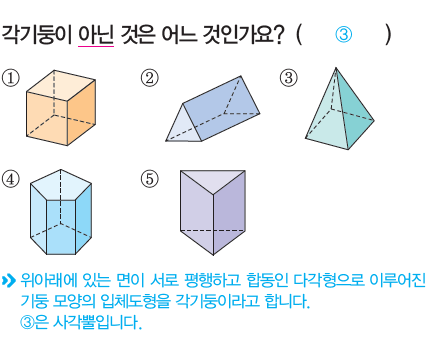 각기둥이 아닌 것은 어느 것인가요? ( ③ )
① ② ③
④ ⑤
» 위아래에 있는 면이 서로 평행하고 합동인 다각형으로 이루어진
기둥 모양의 입체도형을 각기둥이라고 합니다.
③은 사각뿔입니다.